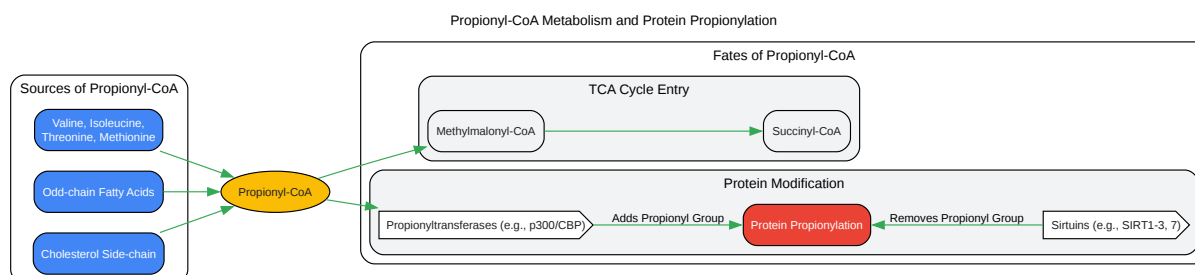 Propionyl-CoA Metabolism and Protein Propionylation
Fates of Propionyl-CoA
Sources of Propionyl-CoA
TCA Cycle Entry
Valine, Isoleucine,
Threonine, Methionine
Methylmalonyl-CoA
Succinyl-CoA
Odd-chain Fatty Acids
Propionyl-CoA
Protein Modification
Propionyltransferases (e.g., p300/CBP)
Adds Propionyl Group
Protein Propionylation
Removes Propionyl Group
Sirtuins (e.g., SIRT1-3, 7)
Cholesterol Side-chain